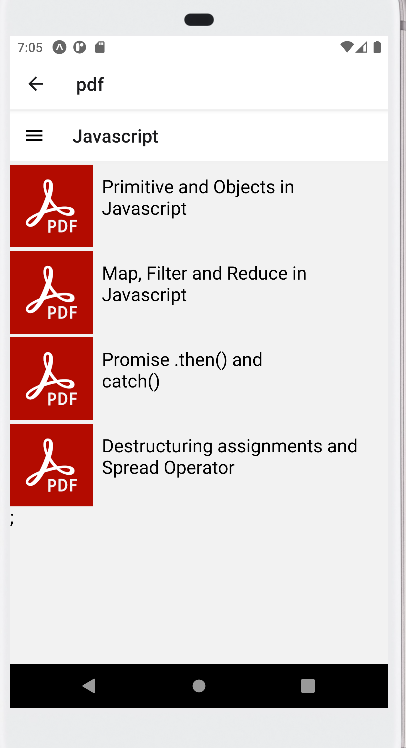 7:05
pdf
Javascript
PDF
Primitive and Objects in
Javascript
PDF
Map, Filter and Reduce in
Javascript
PDF
Promise .then() and
catch()
PDF
Destructuring assignments and
Spread Operator
;